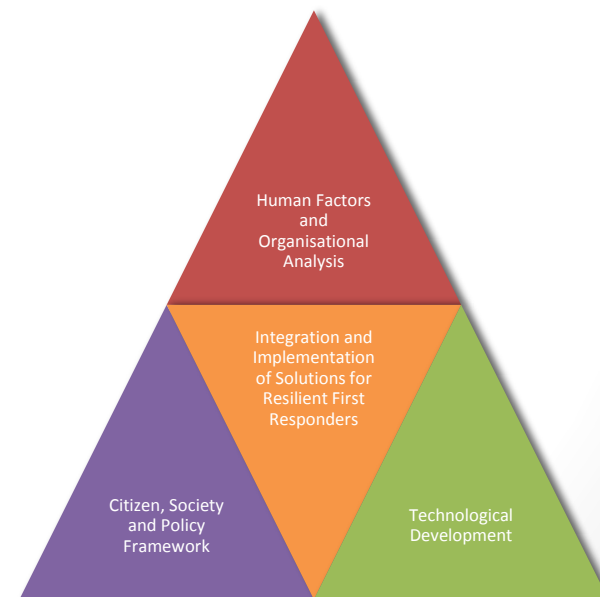 Human Factors
and
Organisational
Analysis
Integration and
Implementation
of Solutions for
Resilient First
Responders
Citizen, Society
and Policy
Framework
Technological
Development